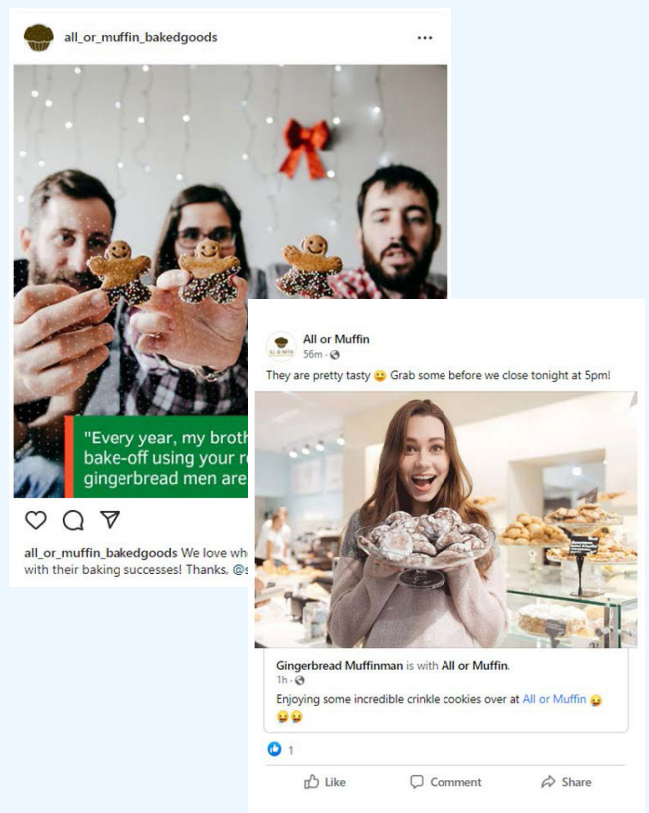 all_or_muffin_bakedgoods
"Every year, my
bake-off using your
gingerbread men are
all_or_muffin_bakedgoods We love
with their baking successes! Thanks,
All or Muffin
56m
They are pretty tasty 😀 Grab some before we close tonight at 5pm!
Gingerbread Muffinman is with All or Muffin.
1h
Enjoying some incredible crinkle cookies over at All or Muffin 😝
😝😝
1
Like
Comment
Share